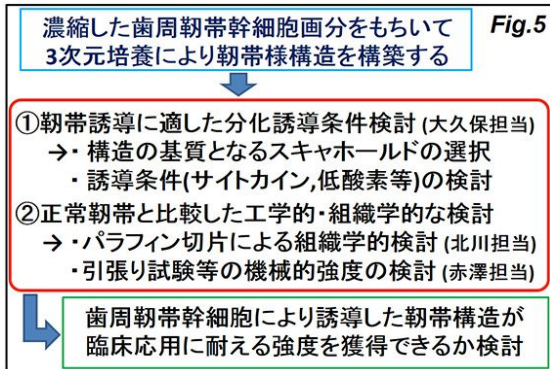 Fig.5
濃縮した歯周靭帯幹細胞画分をもちいて
3次元培養により靭帯様構造を構築する
①靭帯誘導に適した分化誘導条件検討 (大久保担当)
→・構造の基質となるスキャホールドの選択
・誘導条件(サイトカイン,低酸素等)の検討
②正常靭帯と比較した工学的・組織学的な検討
→・パラフィン切片による組織学的検討 (北川担当)
・引張り試験等の機械的強度の検討 (赤澤担当)
歯周靭帯幹細胞により誘導した靭帯構造が
臨床応用に耐える強度を獲得できるか検討